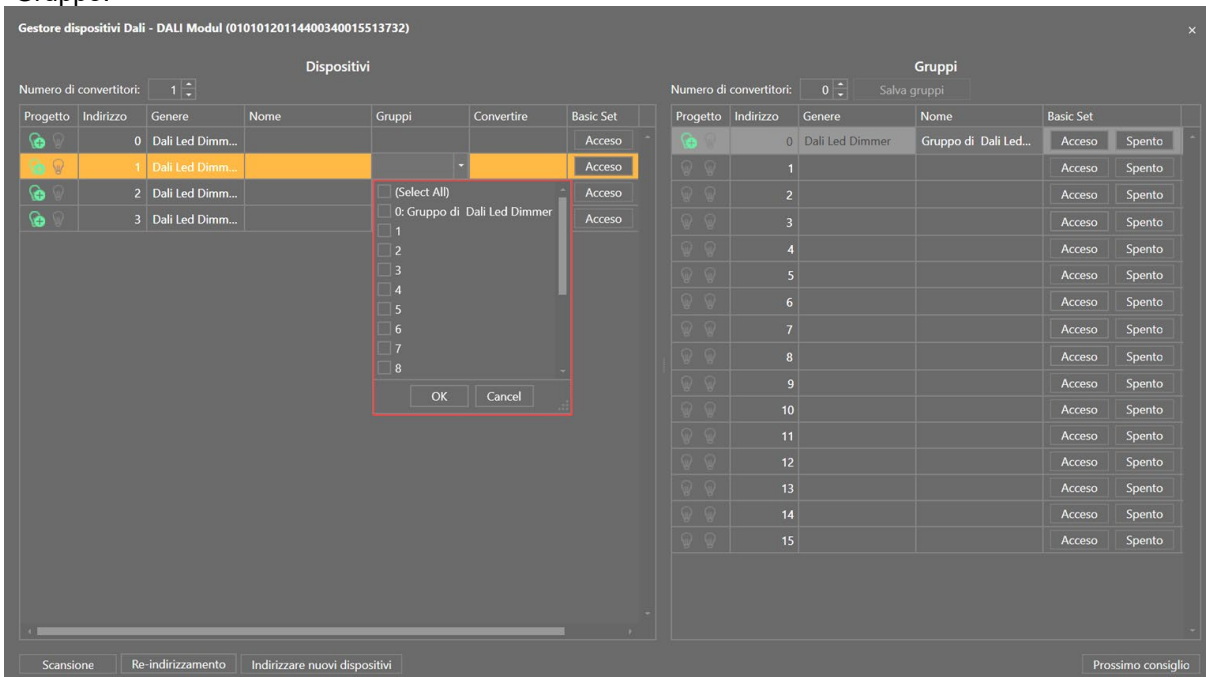 Gruppo.
Gestore dispositivi Dali - DALI Modul (01010120114400340015513732)
Dispositivi
Numero di convertitori: 1
Progetto Indirizzo Genere Nome Gruppi Convertire Basic Set
0 Dali Led Dimm... Acceso
1 Dali Led Dimm... Acceso
2 Dali Led Dimm... Acceso
3 Dali Led Dimm... Acceso
(Select All)
0: Gruppo di Dali Led Dimmer
1
2
3
4
5
6
7
8
OK Cancel
Gruppi
Numero di convertitori: 0 Salva gruppi
Progetto Indirizzo Genere Nome Basic Set
0 Dali Led Dimmer Gruppo di Dali Led... Acceso Spento
1 Acceso Spento
2 Acceso Spento
3 Acceso Spento
4 Acceso Spento
5 Acceso Spento
6 Acceso Spento
7 Acceso Spento
8 Acceso Spento
9 Acceso Spento
10 Acceso Spento
11 Acceso Spento
12 Acceso Spento
13 Acceso Spento
14 Acceso Spento
15 Acceso Spento
Scansione Re-indirizzamento Indirizzare nuovi dispositivi Prossimo consiglio